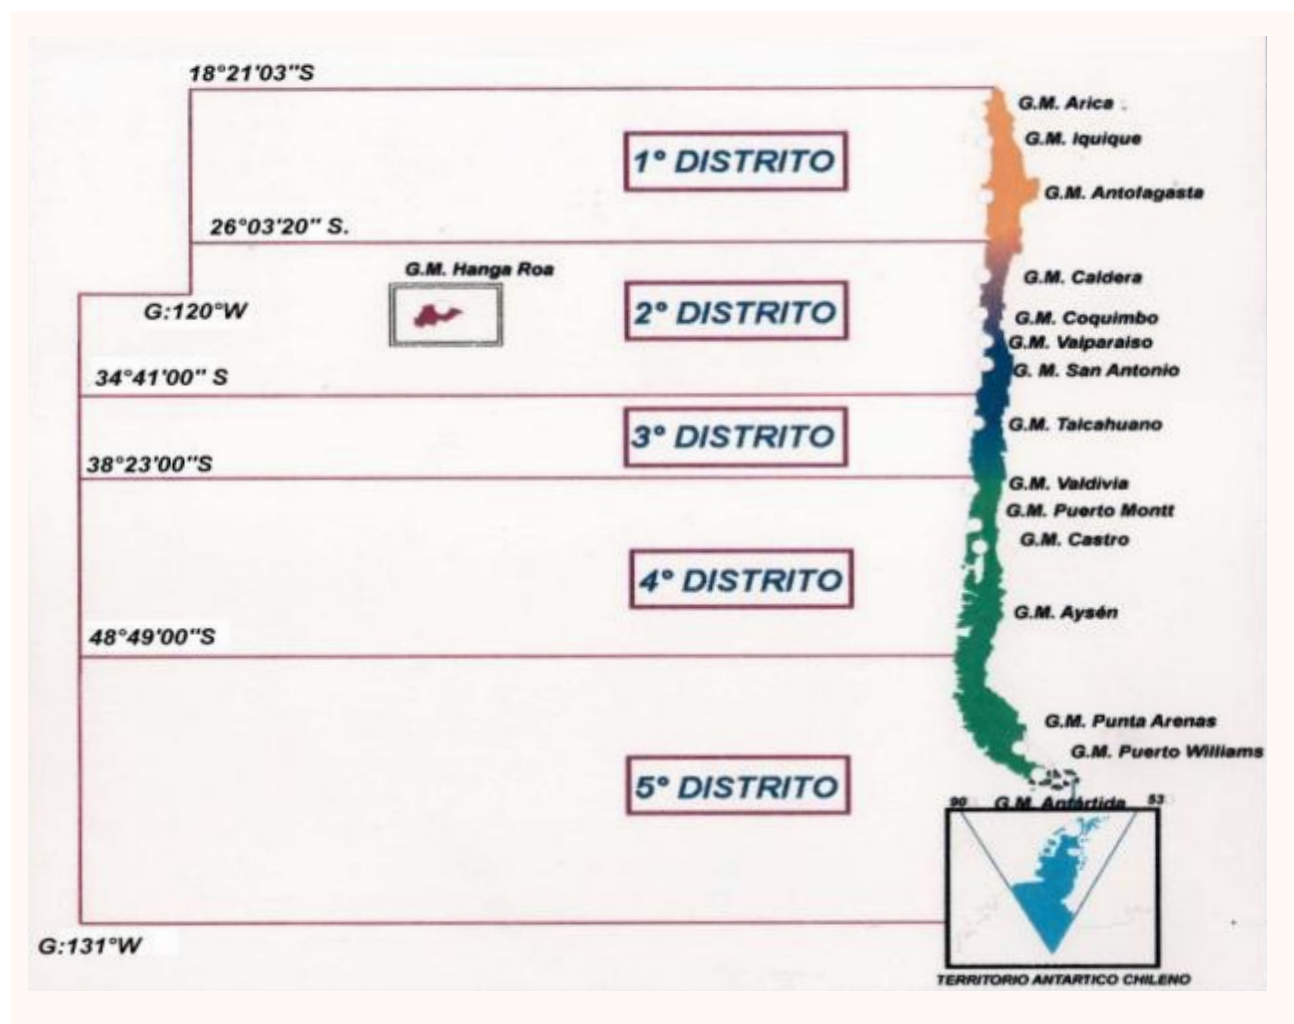 18°21'03"S
G.M. Arica
G.M. Iquique
1° DISTRITO
G.M. Antofagasta
26°03'20" S.
G.M. Hanga Roa
G.M. Caldera
G:120°W
2° DISTRITO
G.M. Coquimbo
G.M. Valparaiso
G. M. San Antonio
34°41'00" S
G.M. Talcahuano
3° DISTRITO
38°23'00"S
G.M. Valdivia
G.M. Puerto Montt
G.M. Castro
4° DISTRITO
G.M. Aysén
48°49'00"S
G.M. Punta Arenas
G.M. Puerto Williams
5° DISTRITO
90 G.M. Antártida 53
G:131°W
TERRITORIO ANTARTICO CHILENO